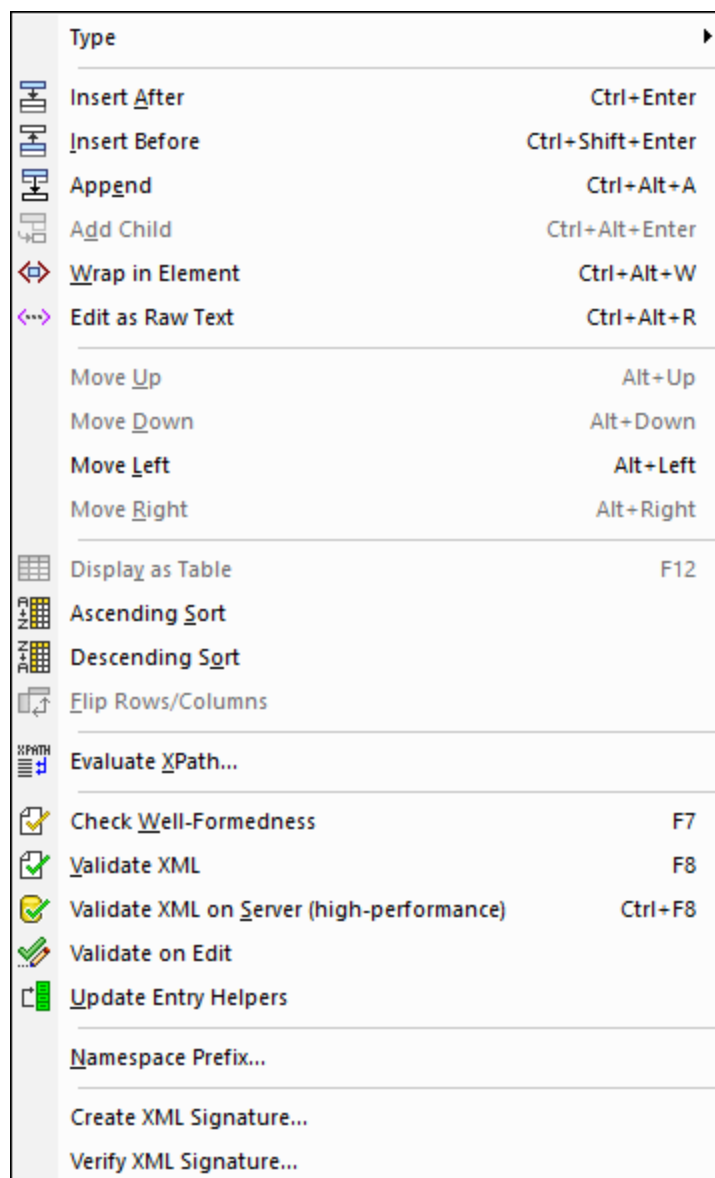 Type
Insert After Ctrl+Enter
Insert Before Ctrl+Shift+Enter
Append Ctrl+Alt+A
Add Child Ctrl+Alt+Enter
Wrap in Element Ctrl+Alt+W
Edit as Raw Text Ctrl+Alt+R
Move Up Alt+Up
Move Down Alt+Down
Move Left Alt+Left
Move Right Alt+Right
Display as Table F12
A Z Ascending Sort
Z A Descending Sort
Flip Rows/Columns
XPATH Evaluate XPath...
Check Well-Formedness F7
Validate XML F8
Validate XML on Server (high-performance) Ctrl+F8
Validate on Edit
Update Entry Helpers
Namespace Prefix...
Create XML Signature...
Verify XML Signature...